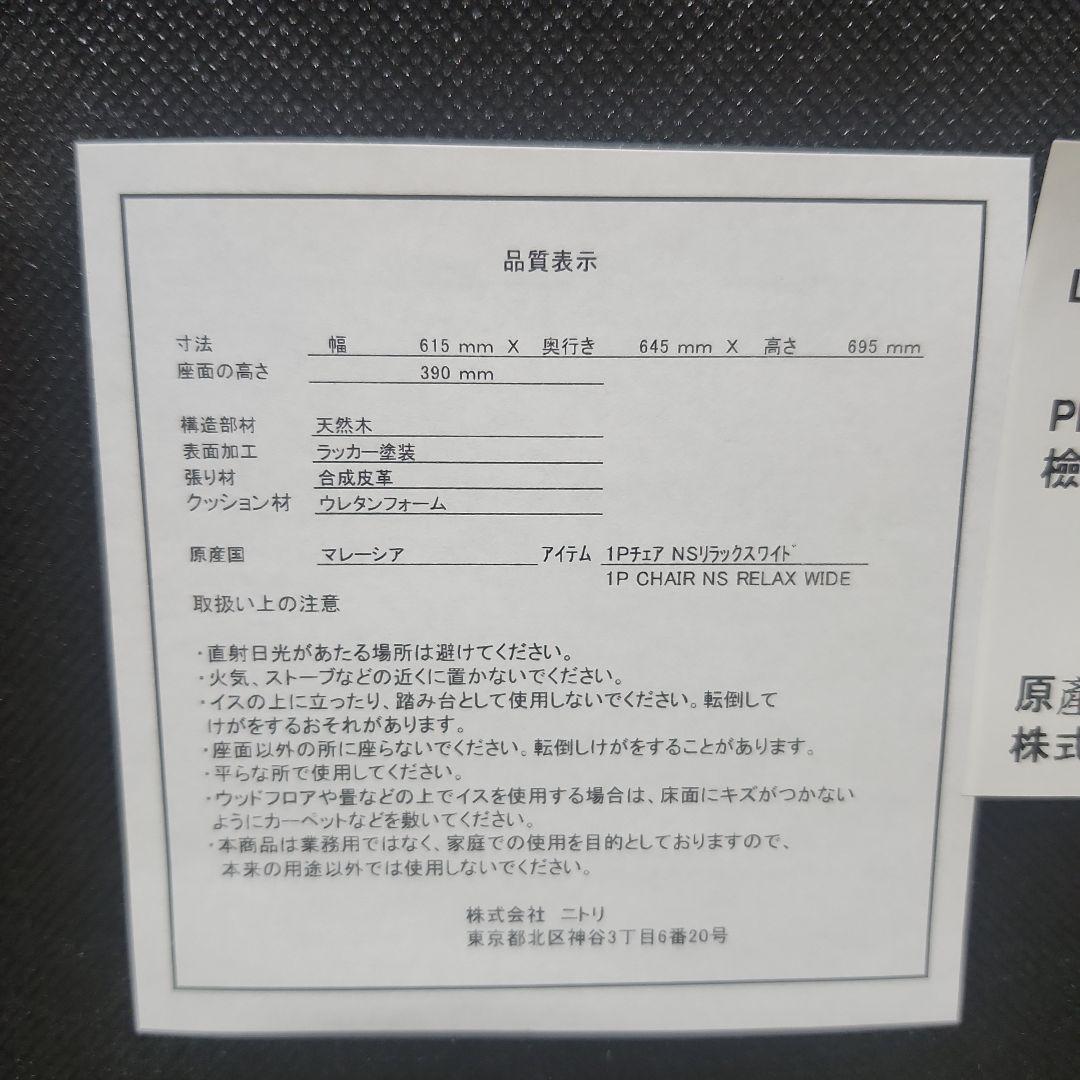 品質表示
寸法 幅 615 mm X 奥行き 645 mm X 高さ 695 mm
座面の高さ 390 mm
構造部材 天然木
表面加工 ラッカー塗装
張り材 合成皮革
クッション材 ウレタンフォーム
原産国 マレーシア アイテム 1Pチェア NSリラックスワイド
1P CHAIR NS RELAX WIDE
取扱い上の注意
・直射日光があたる場所は避けてください。
・火気、ストーブなどの近くに置かないでください。
・イスの上に立ったり、踏み台として使用しないでください。転倒して
けがをするおそれがあります。
・座面以外の所に座らないでください。転倒しけがをすることがあります。
・平らな所で使用してください。
・ウッドフロアや畳などの上でイスを使用する場合は、床面にキズがつかない
ようにカーペットなどを敷いてください。
・本商品は業務用ではなく、家庭での使用を目的としておりますので、
本来の用途以外では使用しないでください。
株式会社 ニトリ
東京都北区神谷3丁目6番20号
檢
原產
株式